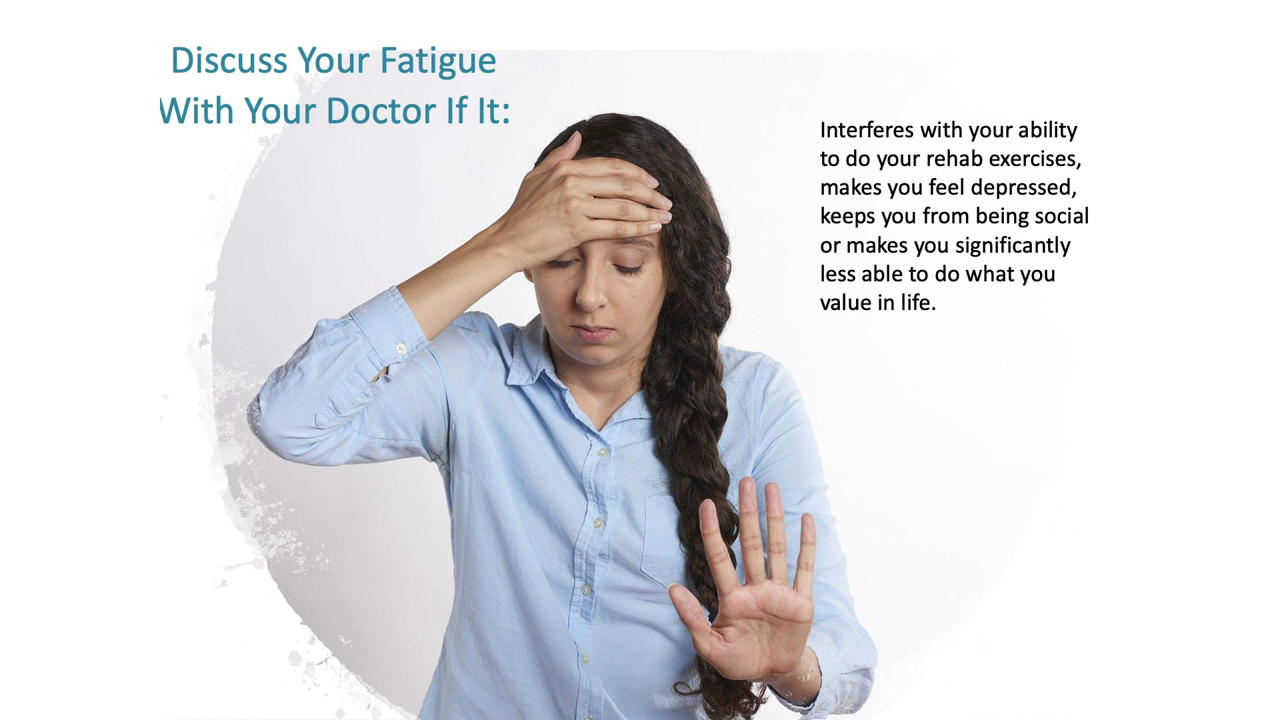 Discuss Your Fatigue
With Your Doctor If It:
Interferes with your ability
to do your rehab exercises,
makes you feel depressed,
keeps you from being social
or makes you significantly
less able to do what you
value in life.